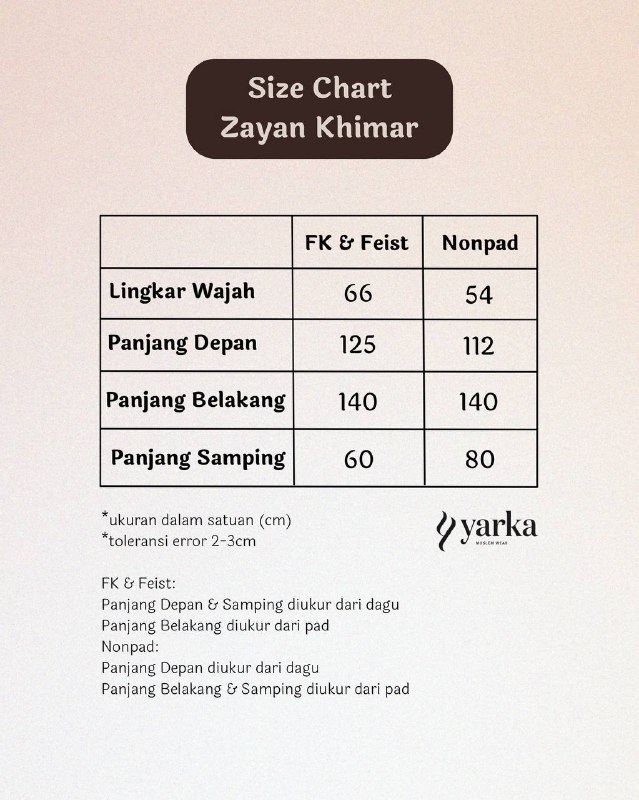 Size Chart
Zayan Khimar
FK & Feist Nonpad
Lingkar Wajah 66 54
Panjang Depan 125 112
Panjang Belakang 140 140
Panjang Samping 60 80
*ukuran dalam satuan (cm)
*toleransi error 2-3cm
yarka
MOSLEM WEAR
FK & Feist:
Panjang Depan & Samping diukur dari dagu
Panjang Belakang diukur dari pad
Nonpad:
Panjang Depan diukur dari dagu
Panjang Belakang & Samping diukur dari pad